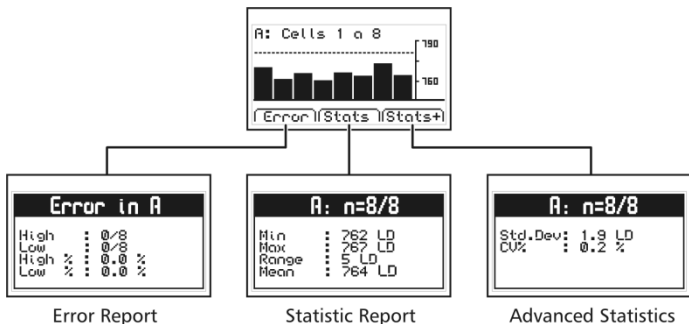 A: Cells 1 a 8
790
760
Error Stats Stats+
Error in A
High : 0/8
Low : 0/8
High % : 0.0 %
Low % : 0.0 %
Error Report
A: n=8/8
Min : 762 LD
Max : 767 LD
Range : 5 LD
Mean : 764 LD
Statistic Report
A: n=8/8
Std.Dev: 1.9 LD
CV% : 0.2 %
Advanced Statistics